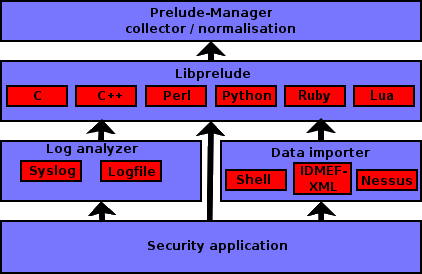 Prelude-Manager
collector / normalisation
Libprelude
C
C++
Perl
Python
Ruby
Lua
Log analyzer
Syslog
Logfile
Data importer
Shell
IDMEF-
XML
Nessus
Security application